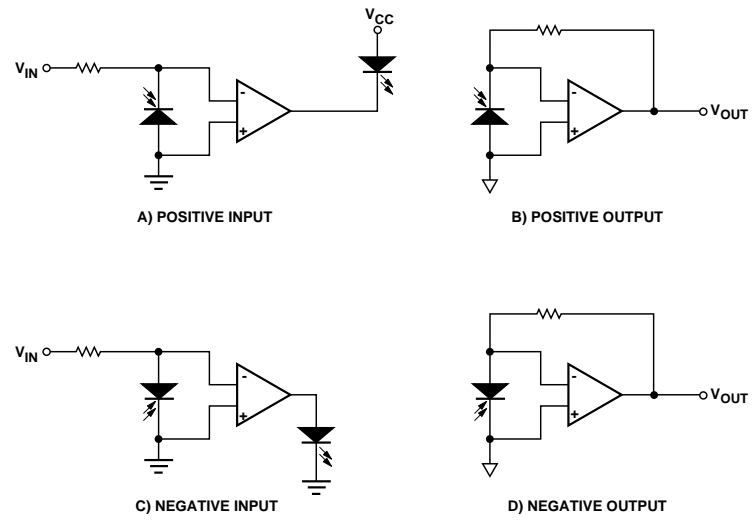 V_CC
V_IN
-
+
V_OUT
-
+
A) POSITIVE INPUT
B) POSITIVE OUTPUT
V_IN
-
+
V_OUT
-
+
C) NEGATIVE INPUT
D) NEGATIVE OUTPUT